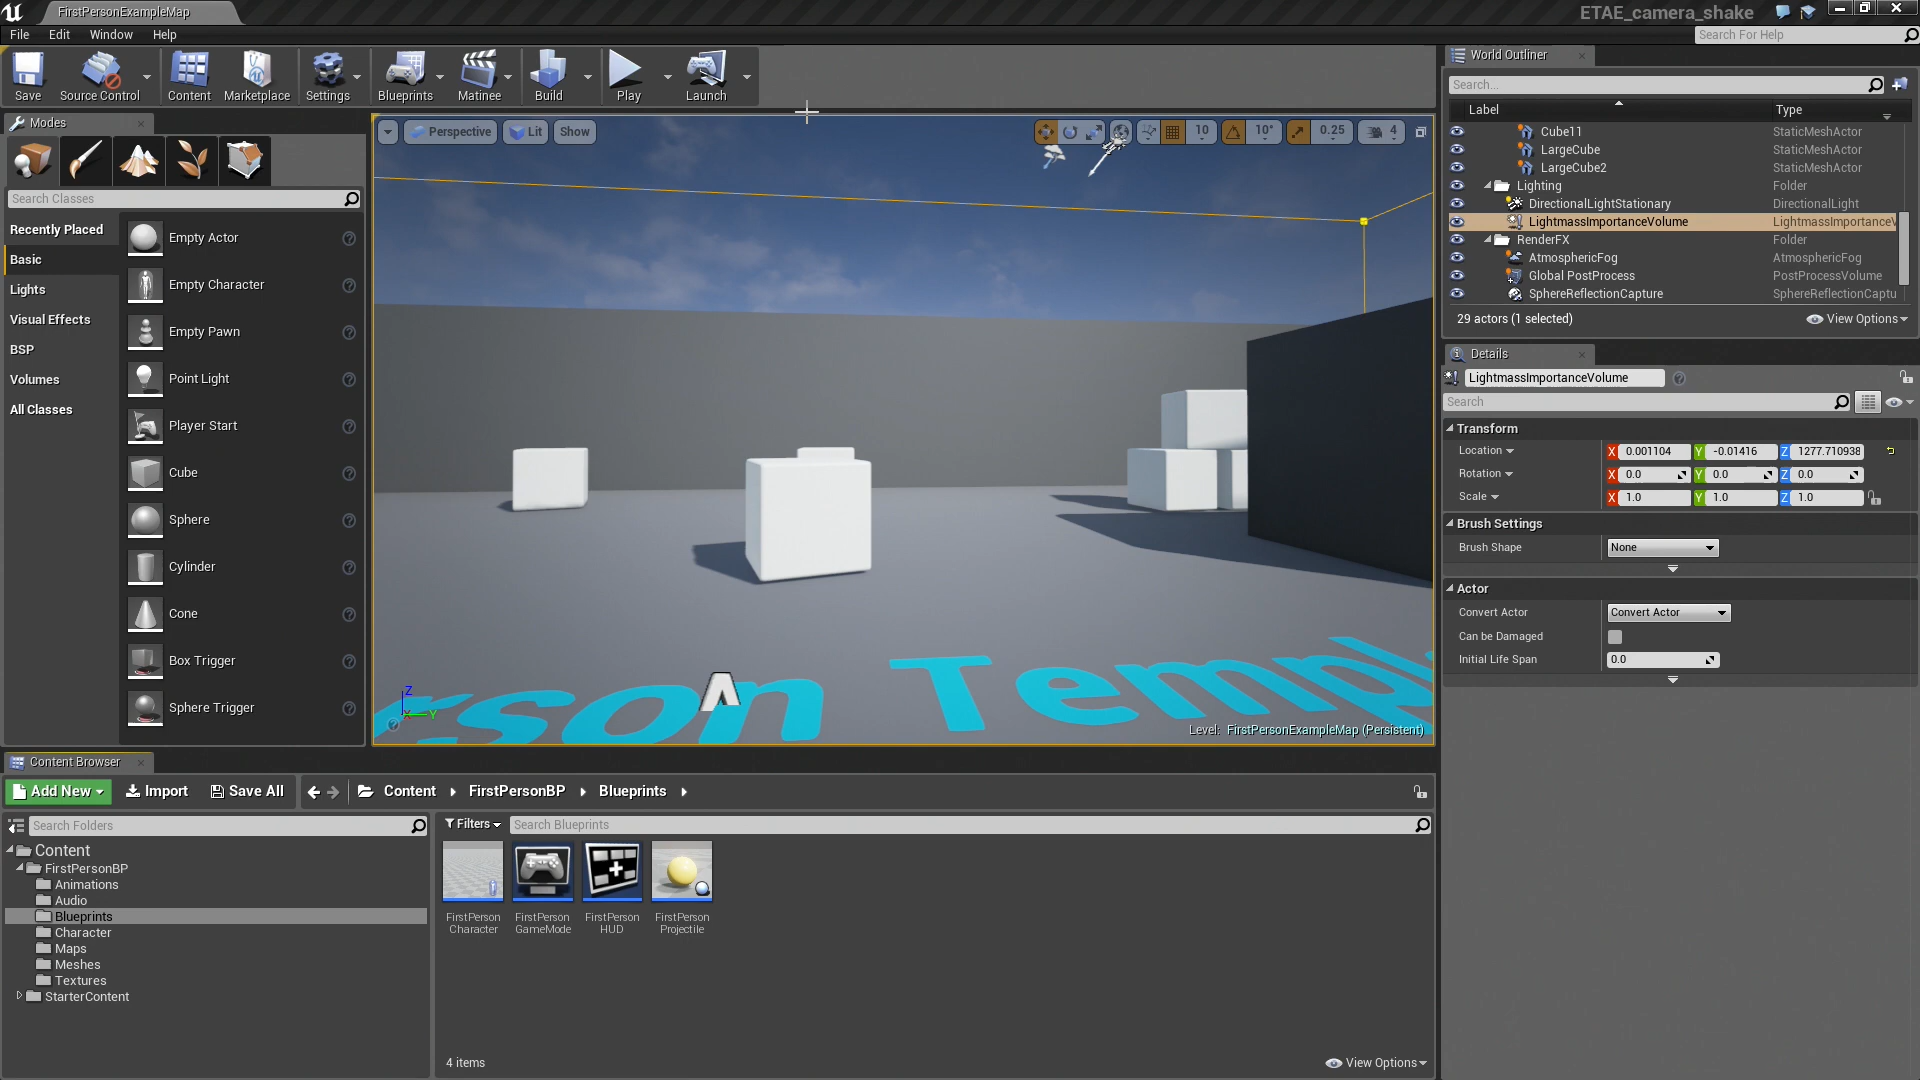 FirstPersonExampleMap
ETAE_camera_shake
File Edit Window Help
Search For Help
Save
Source Control
Content
Marketplace
Settings
Blueprints
Matinee
Build
Play
Launch
Modes
Search Classes
Recently Placed
Basic
Lights
Visual Effects
BSP
Volumes
All Classes
Empty Actor
Empty Character
Empty Pawn
Point Light
Player Start
Cube
Sphere
Cylinder
Cone
Box Trigger
Sphere Trigger
Perspective
Lit
Show
10
10°
0.25
4
rson Templ
Z
X
Y
Level: FirstPersonExampleMap (Persistent)
World Outliner
Search...
Label Type
Cube11 StaticMeshActor
LargeCube StaticMeshActor
LargeCube2 StaticMeshActor
Lighting Folder
DirectionalLightStationary DirectionalLight
LightmassImportanceVolume LightmassImportanceV
RenderFX Folder
AtmosphericFog AtmosphericFog
Global PostProcess PostProcessVolume
SphereReflectionCapture SphereReflectionCaptu
29 actors (1 selected)
View Options
Details
LightmassImportanceVolume
Search
Transform
Location X 0.001104 Y -0.01416 Z 1277.710938
Rotation X 0.0 Y 0.0 Z 0.0
Scale X 1.0 Y 1.0 Z 1.0
Brush Settings
Brush Shape None
Actor
Convert Actor Convert Actor
Can be Damaged
Initial Life Span 0.0
Content Browser
Add New
Import
Save All
Content
FirstPersonBP
Blueprints
Search Folders
Filters
Search Blueprints
Content
FirstPersonBP
Animations
Audio
Blueprints
Character
Maps
Meshes
Textures
StarterContent
FirstPerson
Character
FirstPerson
GameMode
FirstPerson
HUD
FirstPerson
Projectile
4 items
View Options